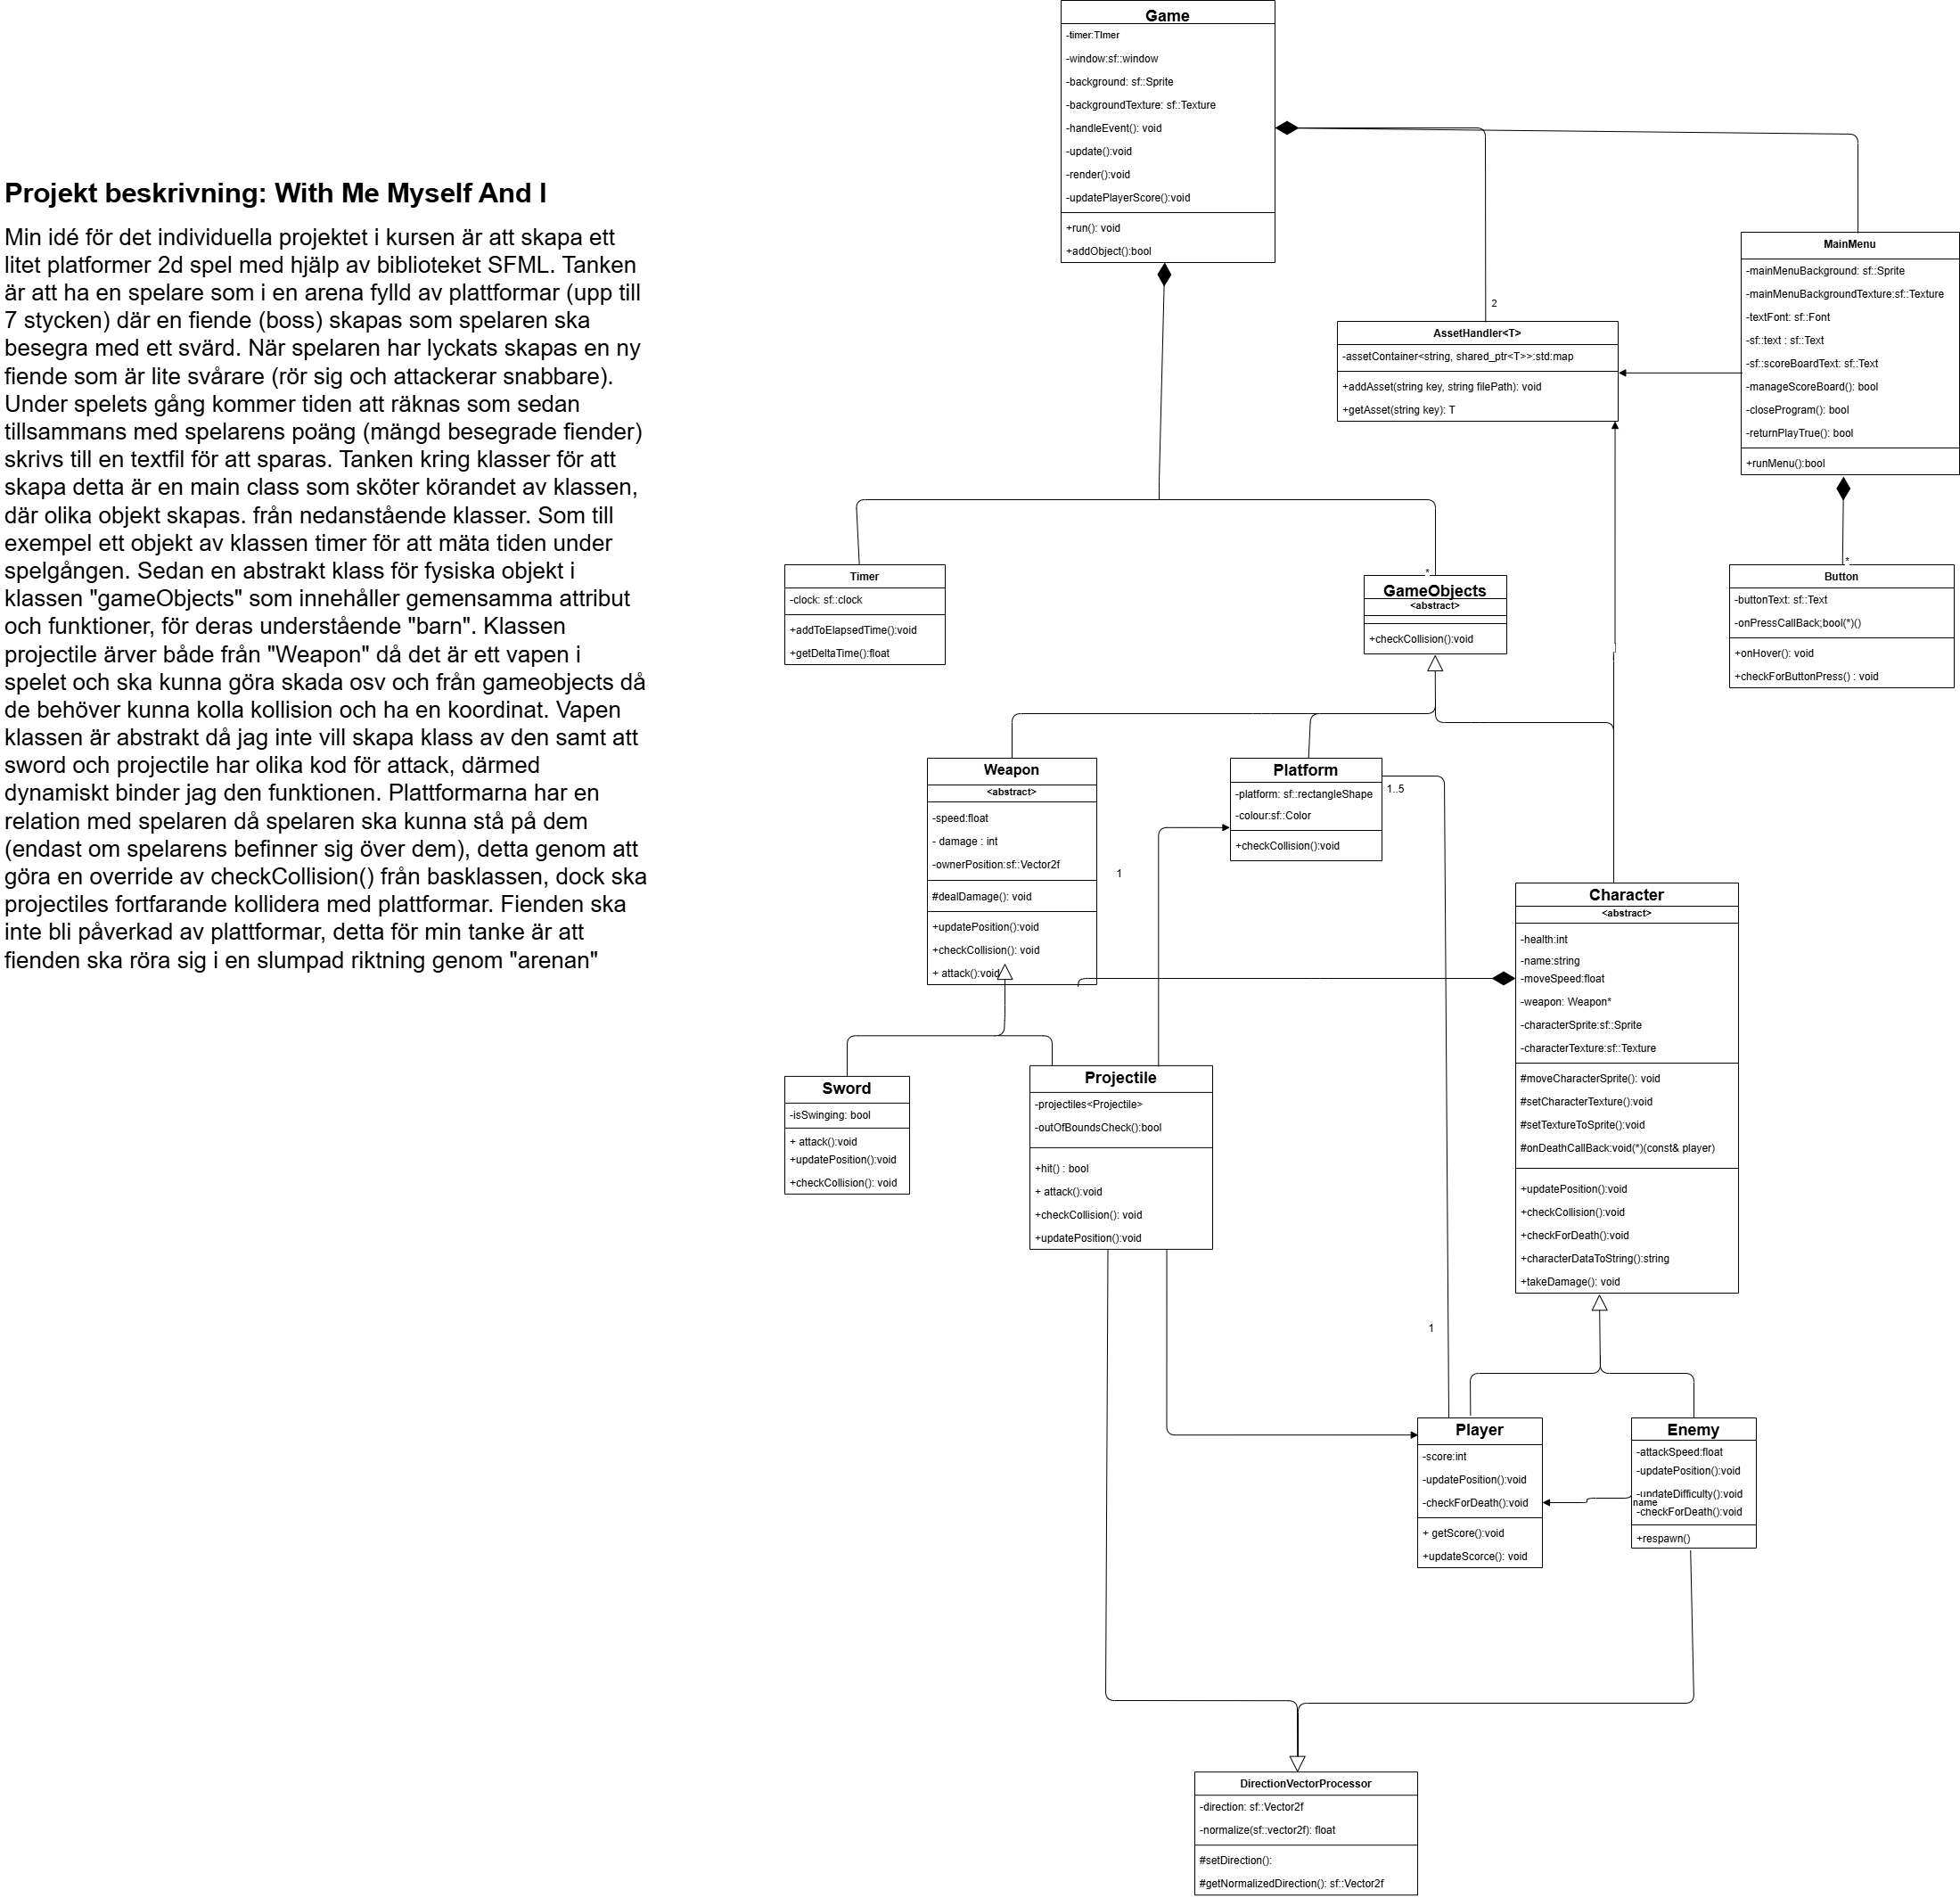 Projekt beskrivning: With Me Myself And I
Min idé för det individuella projektet i kursen är att skapa ett
litet platformer 2d spel med hjälp av biblioteket SFML. Tanken
är att ha en spelare som i en arena fylld av plattformar (upp till
7 stycken) där en fiende (boss) skapas som spelaren ska
besegra med ett svärd. När spelaren har lyckats skapas en ny
fiende som är lite svårare (rör sig och attackerar snabbare).
Under spelets gång kommer tiden att räknas som sedan
tillsammans med spelarens poäng (mängd besegrade fiender)
skrivs till en textfil för att sparas. Tanken kring klasser för att
skapa detta är en main class som sköter körandet av klassen,
där olika objekt skapas. från nedanstående klasser. Som till
exempel ett objekt av klassen timer för att mäta tiden under
spelgången. Sedan en abstrakt klass för fysiska objekt i
klassen "gameObjects" som innehåller gemensamma attribut
och funktioner, för deras understående "barn". Klassen
projectile ärver både från "Weapon" då det är ett vapen i
spelet och ska kunna göra skada osv och från gameobjects då
de behöver kunna kolla kollision och ha en koordinat. Vapen
klassen är abstrakt då jag inte vill skapa klass av den samt att
sword och projectile har olika kod för attack, därmed
dynamiskt binder jag den funktionen. Plattformarna har en
relation med spelaren då spelaren ska kunna stå på dem
(endast om spelarens befinner sig över dem), detta genom att
göra en override av checkCollision() från basklassen, dock ska
projectiles fortfarande kollidera med plattformar. Fienden ska
inte bli påverkad av plattformar, detta för min tanke är att
fienden ska röra sig i en slumpad riktning genom "arenan"
Game
-timer:TImer
-window:sf::window
-background: sf::Sprite
-backgroundTexture: sf::Texture
-handleEvent(): void
-update():void
-render():void
-updatePlayerScore():void
+run(): void
+addObject():bool
MainMenu
-mainMenuBackground: sf::Sprite
-mainMenuBackgroundTexture:sf::Texture
-textFont: sf::Font
-sf::text : sf::Text
-sf::scoreBoardText: sf::Text
-manageScoreBoard(): bool
-closeProgram(): bool
-returnPlayTrue(): bool
+runMenu():bool
2
AssetHandler<T>
-assetContainer<string, shared_ptr<T>>:std:map
+addAsset(string key, string filePath): void
+getAsset(string key): T
Timer
-clock: sf::clock
+addToElapsedTime():void
+getDeltaTime():float
*
GameObjects
<abstract>
+checkCollision():void
*
Button
-buttonText: sf::Text
-onPressCallBack;bool(*)()
+onHover(): void
+checkForButtonPress() : void
Weapon
<abstract>
-speed:float
- damage : int
-ownerPosition:sf::Vector2f
#dealDamage(): void
+updatePosition():void
+checkCollision(): void
+ attack():void
1
Platform
-platform: sf::rectangleShape
-colour:sf::Color
+checkCollision():void
1..5
Character
<abstract>
-health:int
-name:string
-moveSpeed:float
-weapon: Weapon*
-characterSprite:sf::Sprite
-characterTexture:sf::Texture
#moveCharacterSprite(): void
#setCharacterTexture():void
#setTextureToSprite():void
#onDeathCallBack:void(*)(const& player)
+updatePosition():void
+checkCollision():void
+checkForDeath():void
+characterDataToString():string
+takeDamage(): void
Sword
-isSwinging: bool
+ attack():void
+updatePosition():void
+checkCollision(): void
Projectile
-projectiles<Projectile>
-outOfBoundsCheck():bool
+hit() : bool
+ attack():void
+checkCollision(): void
+updatePosition():void
1
Player
-score:int
-updatePosition():void
-checkForDeath():void
+ getScore():void
+updateScorce(): void
Enemy
-attackSpeed:float
-updatePosition():void
-updateDifficulty():void
name
-checkForDeath():void
+respawn()
DirectionVectorProcessor
-direction: sf::Vector2f
-normalize(sf::vector2f): float
#setDirection():
#getNormalizedDirection(): sf::Vector2f